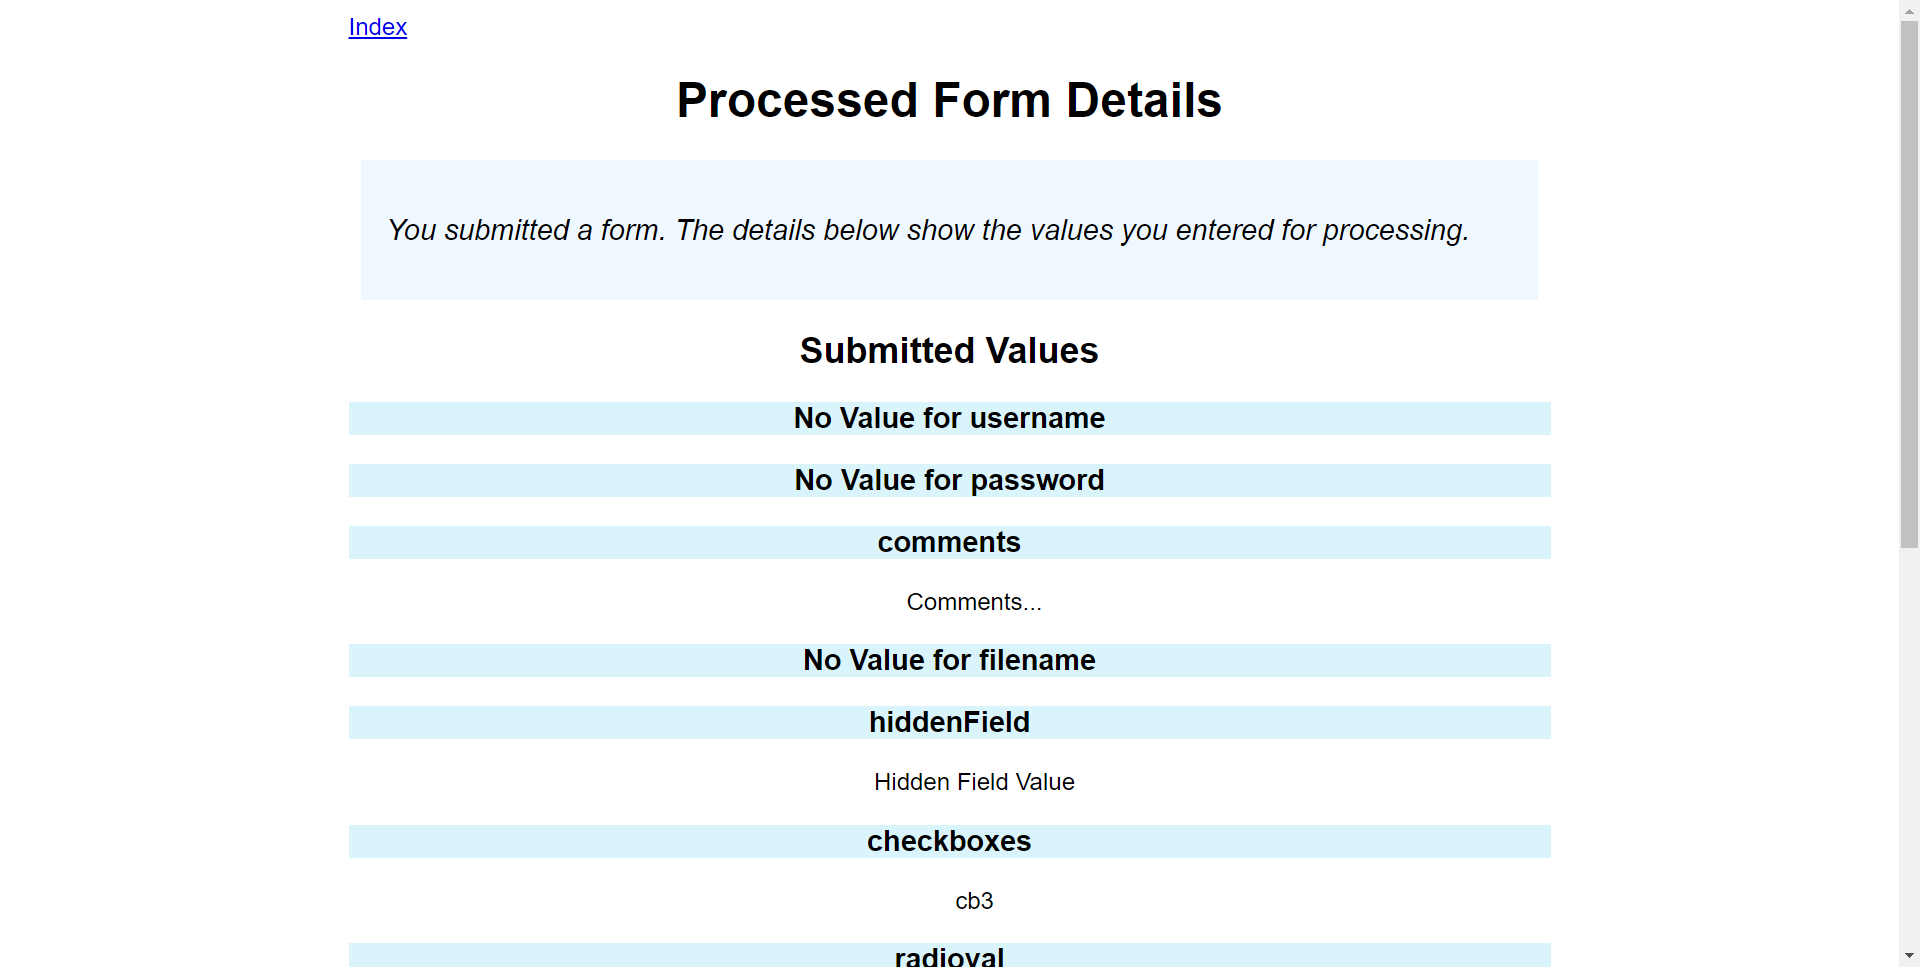 Index
Processed Form Details
You submitted a form. The details below show the values you entered for processing.
Submitted Values
No Value for username
No Value for password
comments
Comments...
No Value for filename
hiddenField
Hidden Field Value
checkboxes
cb3
radioval